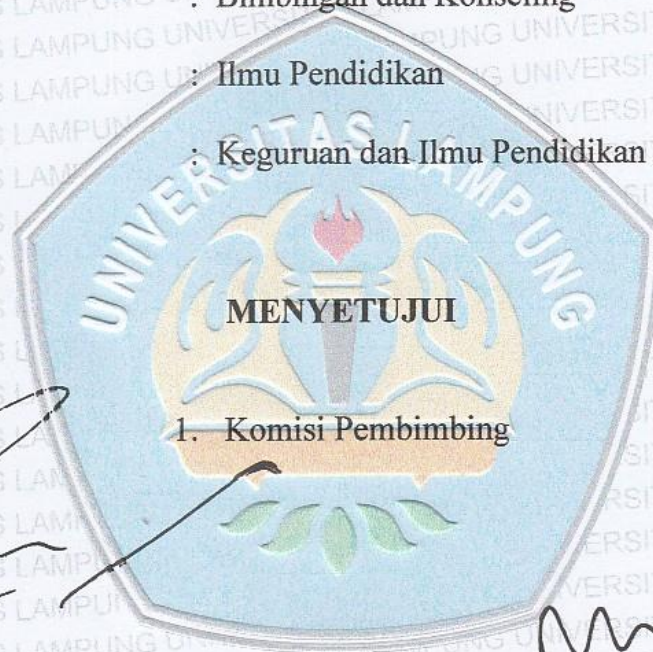 : Bimbingan dan Konseling
: Ilmu Pendidikan
: Keguruan dan Ilmu Pendidikan
UNIVERSITAS LAMPUNG
MENYETUJUI
1. Komisi Pembimbing